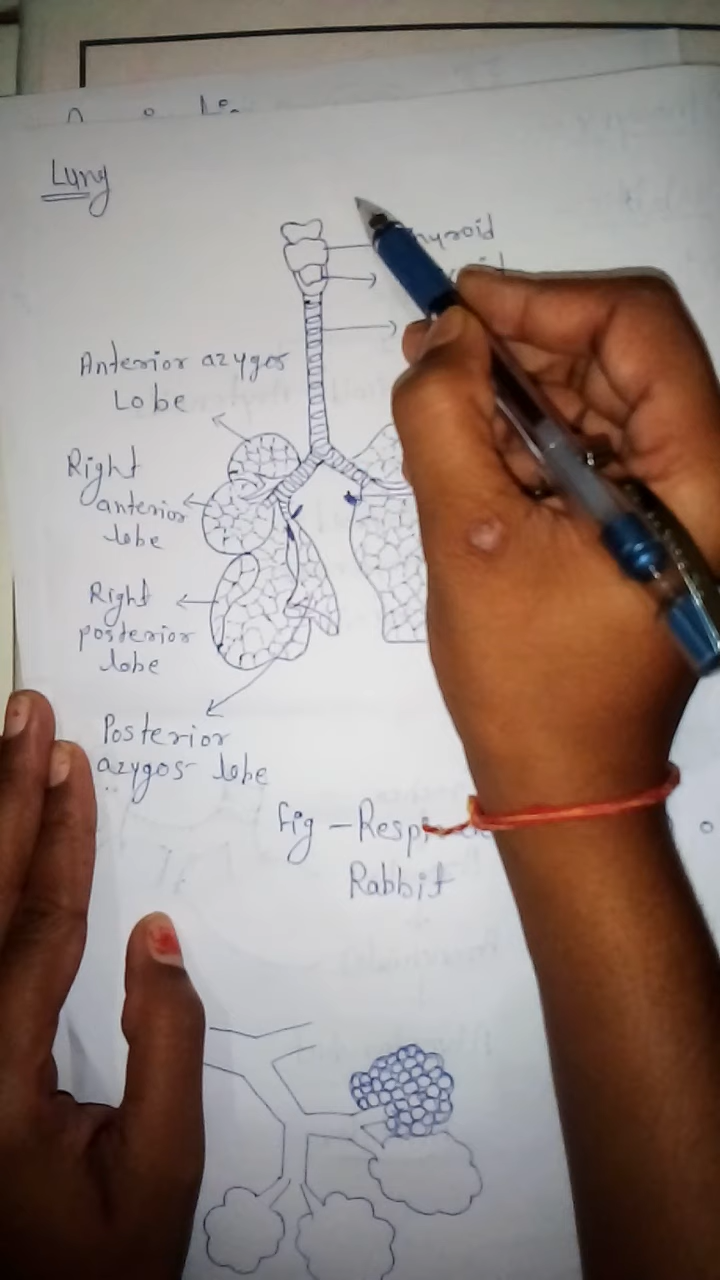 Lung
Anterior azygos
Lobe
Right
anterior
lobe
Right
posterior
lobe
Posterior
azygos lobe
Fig - Resp
Rabbit